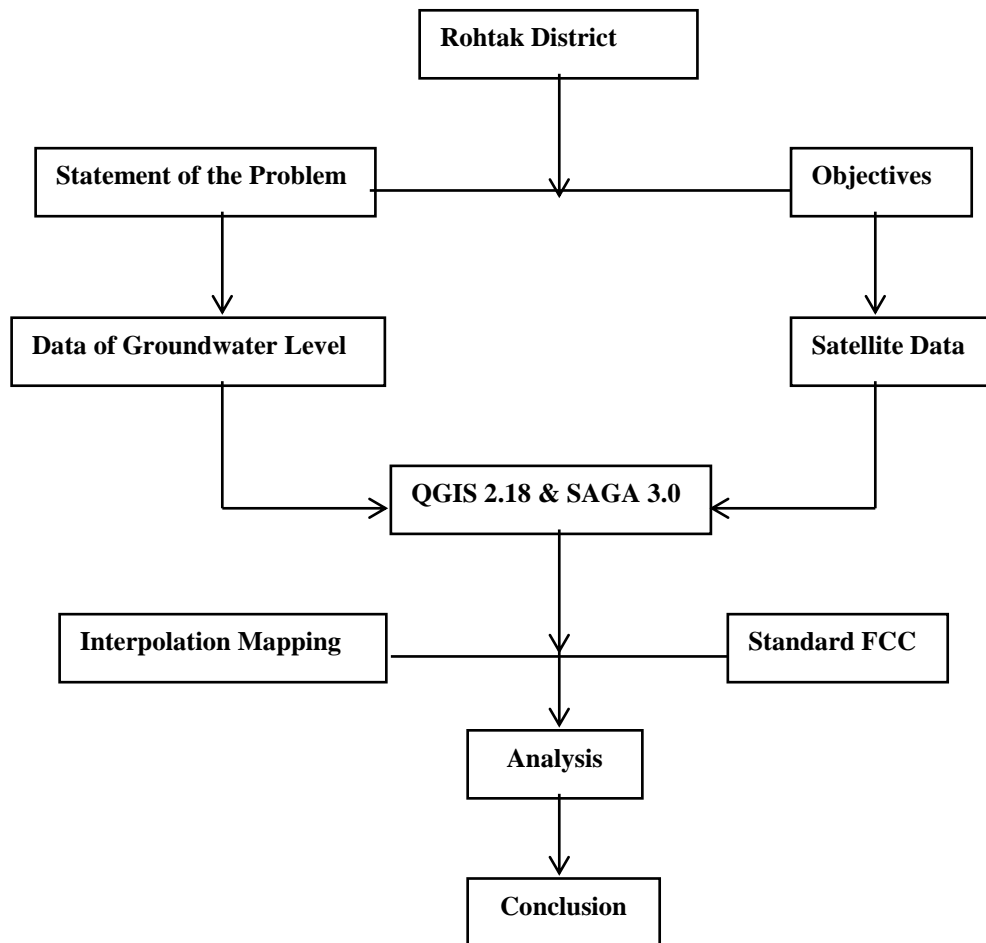 Rohtak District
Statement of the Problem
Objectives
Data of Groundwater Level
Satellite Data
QGIS 2.18 & SAGA 3.0
Interpolation Mapping
Standard FCC
Analysis
Conclusion